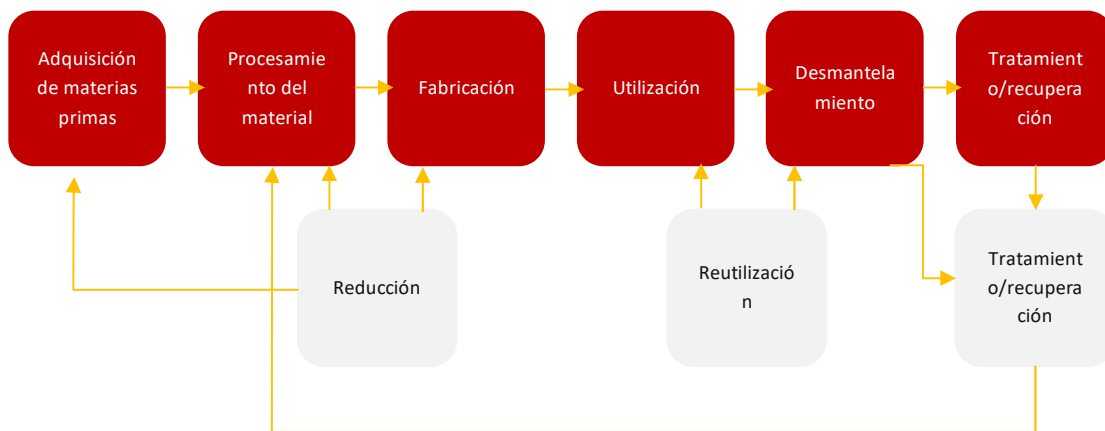 Adquisición
de materias
primas
Procesamie
nto del
material
Fabricación
Utilización
Desmantela
miento
Tratamient
o/recupera
ción
Reducción
Reutilizació
n
Tratamient
o/recupera
ción